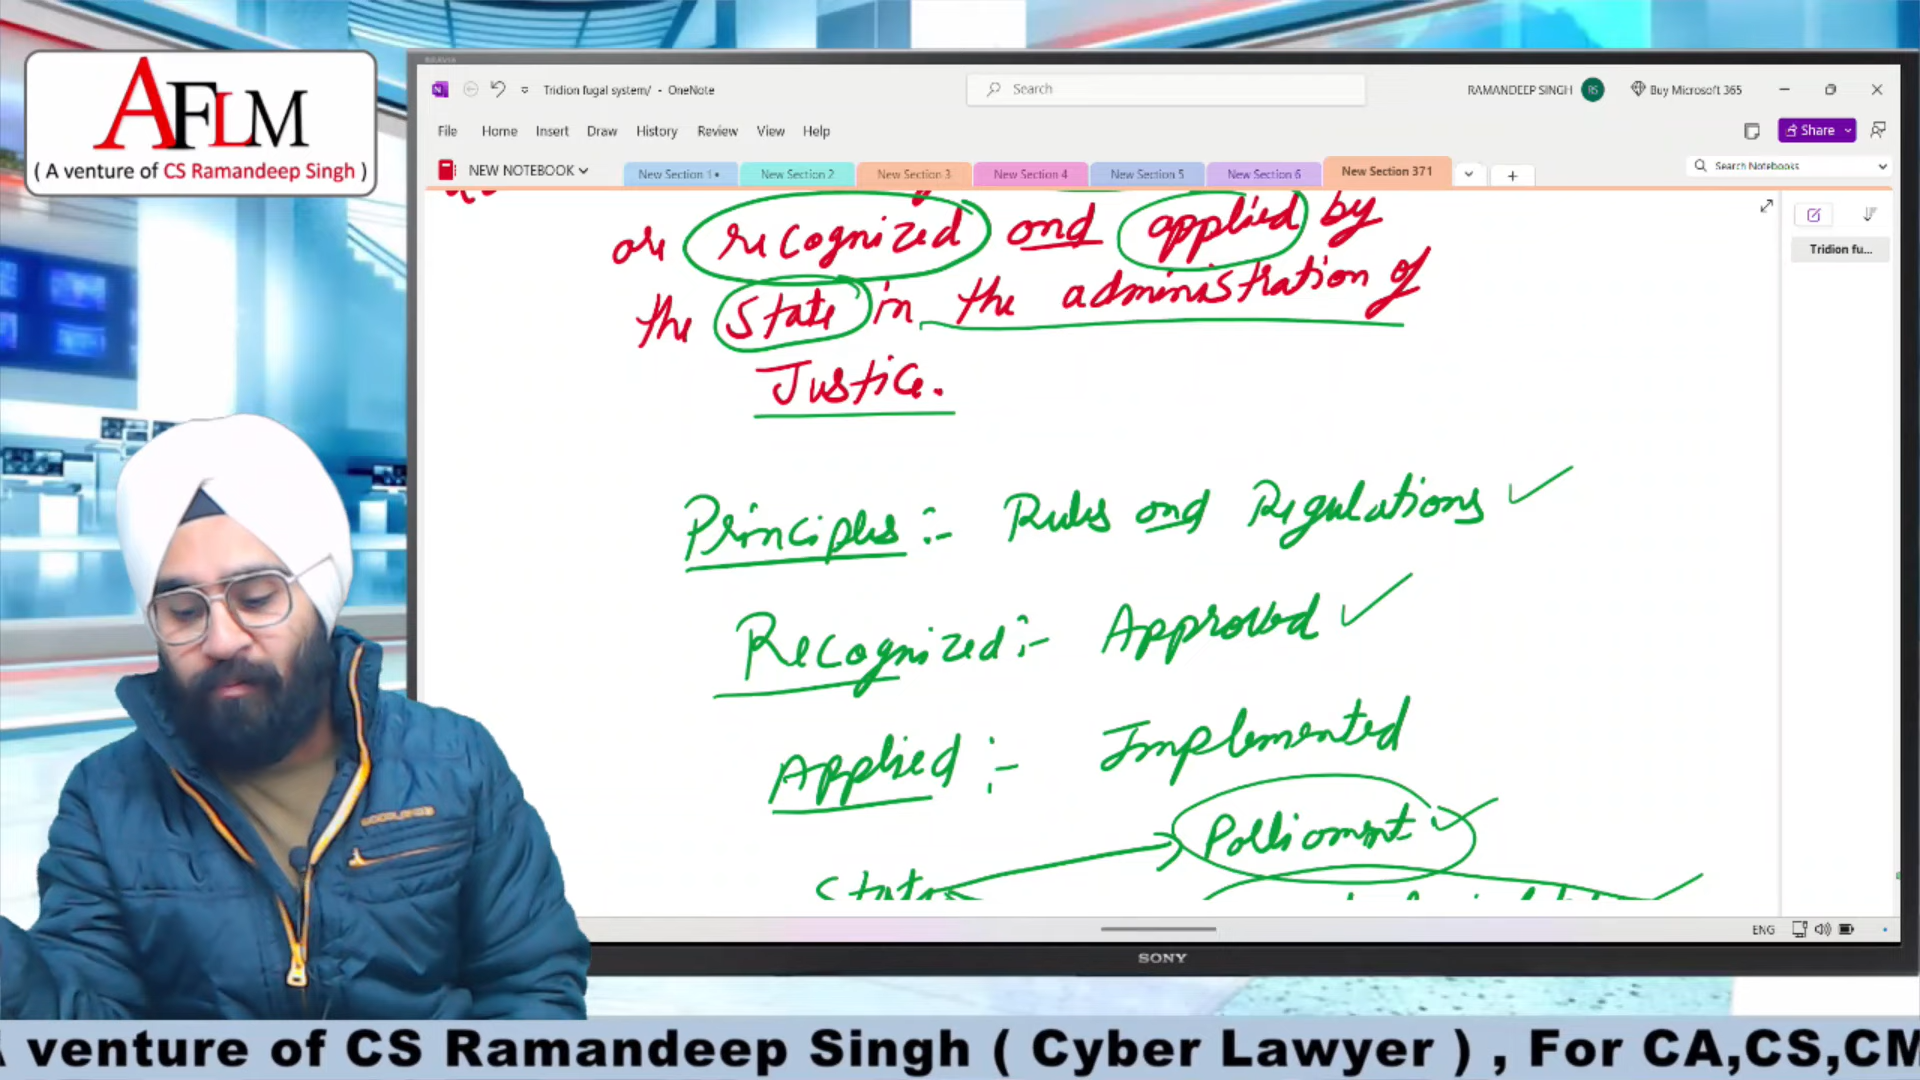 AFLM
( A venture of CS Ramandeep Singh )
Tridion fugal system/ - OneNote
Search
RAMANDEEP SINGH
RS
Buy Microsoft 365
File Home Insert Draw History Review View Help
Share
NEW NOTEBOOK
New Section 1
New Section 2
New Section 3
New Section 4
New Section 5
New Section 6
New Section 371
+
Search Notebooks
Tridion fu...
are recognized and applied by
the State in the administration of
Justice.
Principles :- Rules and Regulations ✓
Recognized :- Approved ✓
Applied :- Implemented
Parliament ✓
State
ENG
SONY
A venture of CS Ramandeep Singh ( Cyber Lawyer ) , For CA,CS,CM